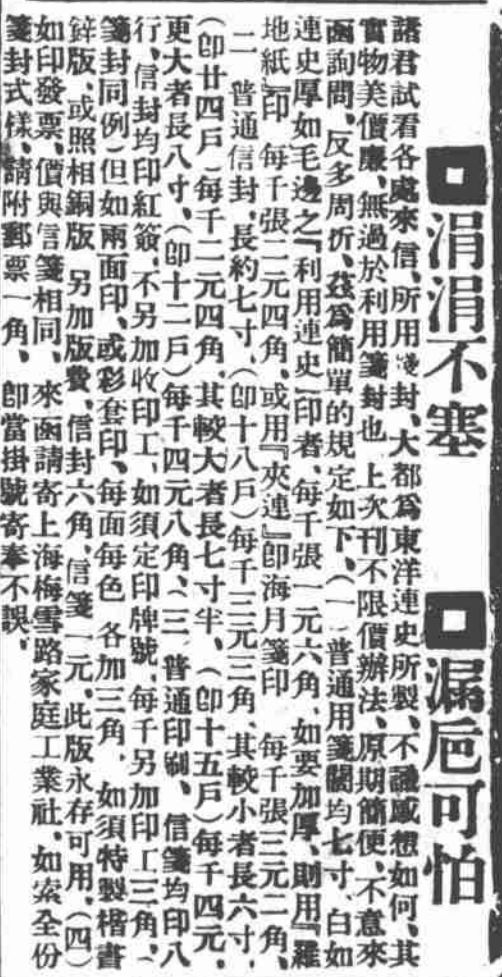 涓涓不塞
漏巵可怕
諸君試看各處來信、所用箋封、大都爲東洋連史所製、不識感想如何、其
實物美價廉、無過於利用箋封也、上次刊不限價辦法、原期簡便、不意來
函詢問、反多周折、茲爲簡單的規定如下、(一)普通用箋闊均七寸、白如
連史厚如毛邊之『利用連史』印者、每千張一元六角、如要加厚、則用『羅
地紙』印 每千張二元四角、或用『夾連』卽海月箋印 每千張三元二角、
二 普通信封、長約七寸、(卽十八戶)每千三元三角、其較小者長六寸、
(卽廿四戶)每千二元四角、其較大者長七寸半、(卽十五戶)每千四元、
更大者長八寸、(卽十二戶)每千四元八角、(三 普通印刷、信箋均印八
行、信封均印紅簽、不另加收印工、如須定印牌號、每千另加印工三角、(
箋封同例)但如兩面印、或彩套印、每面每色 各加三角、如須特製楷書
鋅版、或照相銅版 另加版費、信封六角、信箋一元、此版永存可用、(四)
如印發票、價與信箋相同、來函請寄上海梅雪路家庭工業社、如索全份
箋封式樣、請附郵票一角、卽當掛號寄奉不誤、